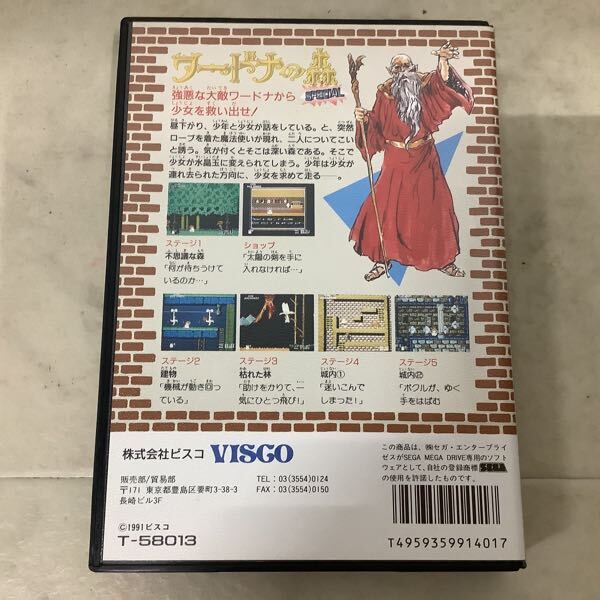 ワードナの森
SPECIAL
強悪な大敵ワードナから
少女を救い出せ!
昼下がり、少年と少女が話をしている。と、突然
ローブを着た魔法使いが現れ、二人についてこい
と誘う。気が付くとそこは深い森である。そこで
少女が水晶玉に変えられてしまう。少年は少女が
連れ去られた方向に、少女を求めて走る——。
ステージ1
不思議な森
「何が待ちうけて
いるのか…」
ショップ
「太陽の剣を手に
入れなければ…」
ステージ2
建物
「機械が動き回っ
ている」
ステージ3
枯れた林
「助けをかりて、一
気にひとっ飛び!」
ステージ4
城内①
「迷いこんで
しまった!」
ステージ5
城内②
「ボクルが、ゆく
手をはばむ
株式会社ビスコ VISCO
販売部/貿易部
〒171 東京都豊島区要町3-38-3
長崎ビル3F
TEL:03(3554)0124
FAX:03(3554)0150
©1991ビスコ
T-58013
この商品は、㈱セガ・エンタープライ
ゼスがSEGA MEGA DRIVE専用のソフト
ウェアとして、自社の登録商標 SEGA
の使用を許諾したものです。
T4959359914017